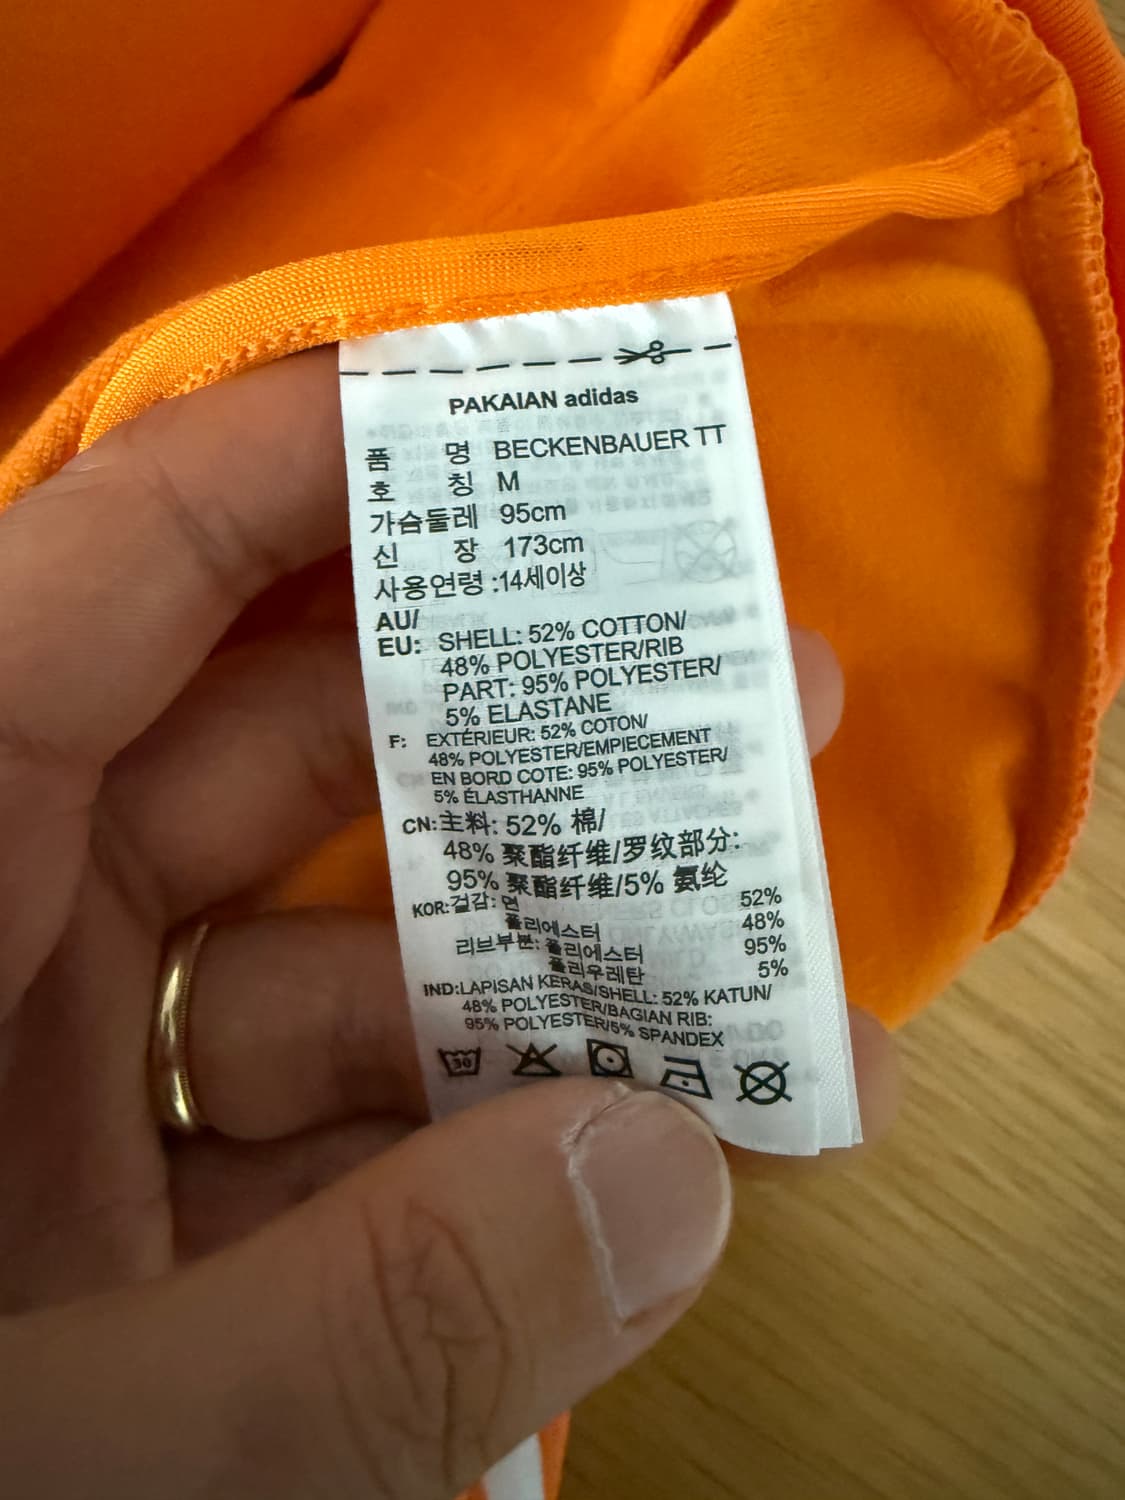 PAKAIAN adidas
품 명 BECKENBAUER TT
호 칭 M
가슴둘레 95cm
신 장 173cm
사용연령 :14세이상
AU/
EU: SHELL: 52% COTTON/
48% POLYESTER/RIB
PART: 95% POLYESTER/
5% ELASTANE
F: EXTÉRIEUR: 52% COTON/
48% POLYESTER/EMPIECEMENT
EN BORD COTE: 95% POLYESTER/
5% ÉLASTHANNE
CN: 主料: 52% 棉/
48% 聚酯纤维/罗纹部分:
95% 聚酯纤维/5% 氨纶
KOR: 겉감: 면 52%
폴리에스터 48%
리브부분: 폴리에스터 95%
폴리우레탄 5%
IND:LAPISAN KERAS/SHELL: 52% KATUN/
48% POLYESTER/BAGIAN RIB:
95% POLYESTER/5% SPANDEX
30